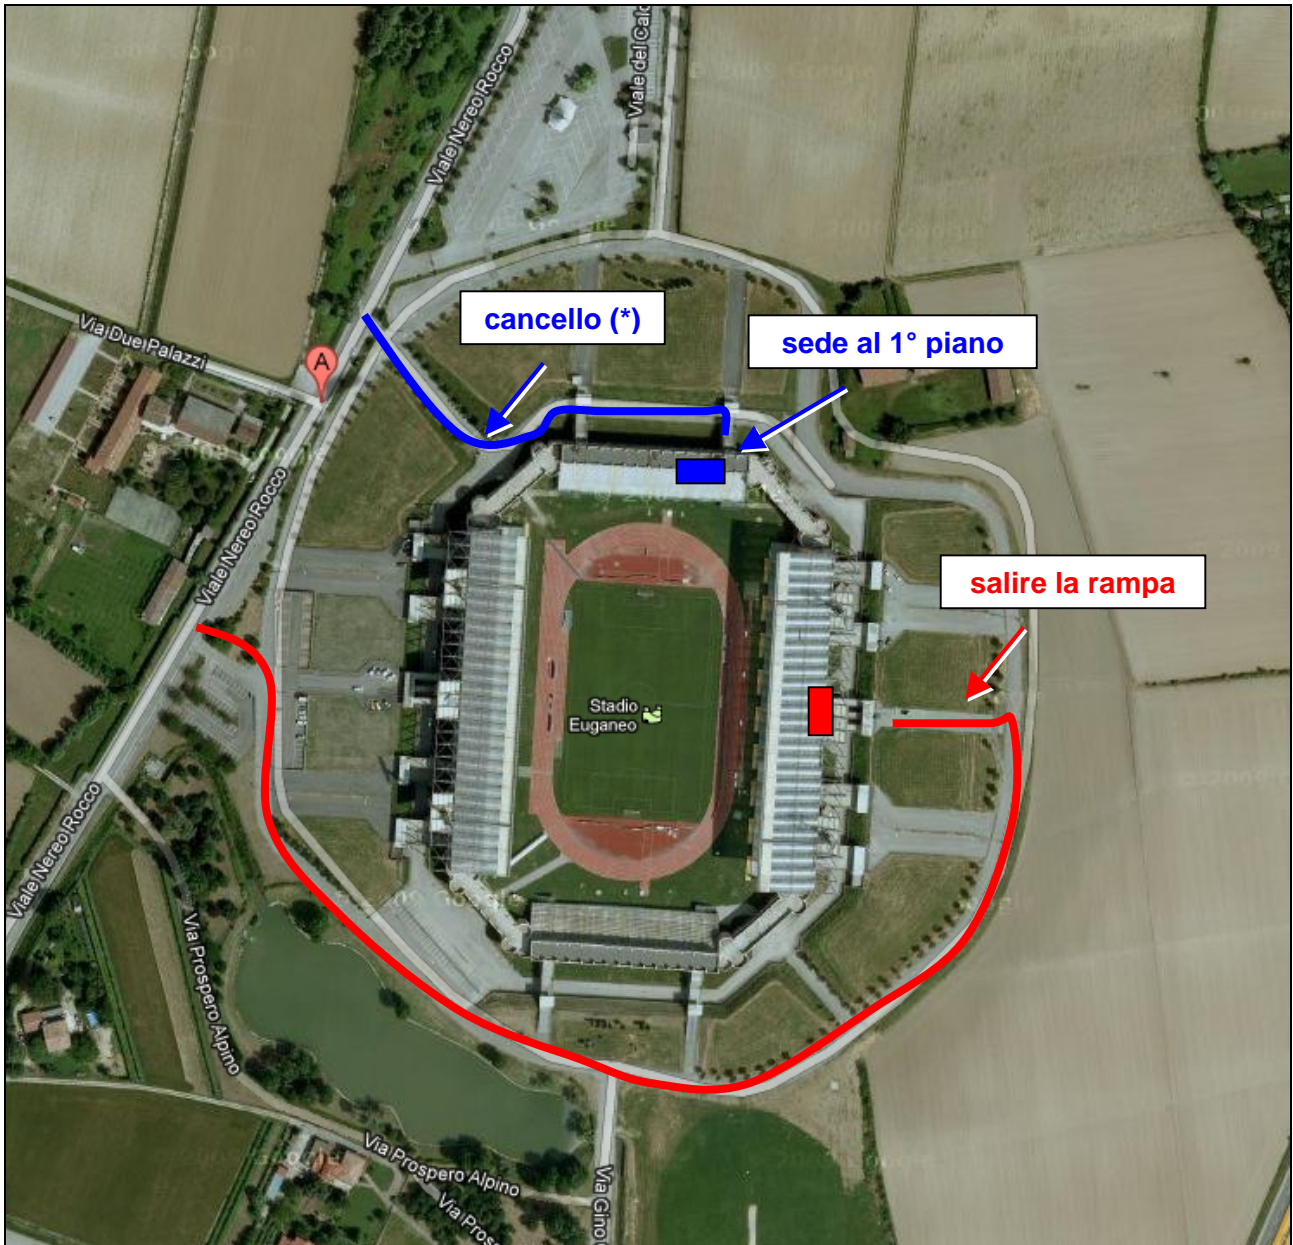 Viale del Calc
Viale Nereo Rocco
cancello (*)
sede al 1° piano
Via Due Palazzi
A
Viale Nereo Rocco
salire la rampa
Stadio
Euganeo
Viale Nereo Rocco
Via Prospero Alpino
Via Prospero Alpino
Via Pros
Via Gino